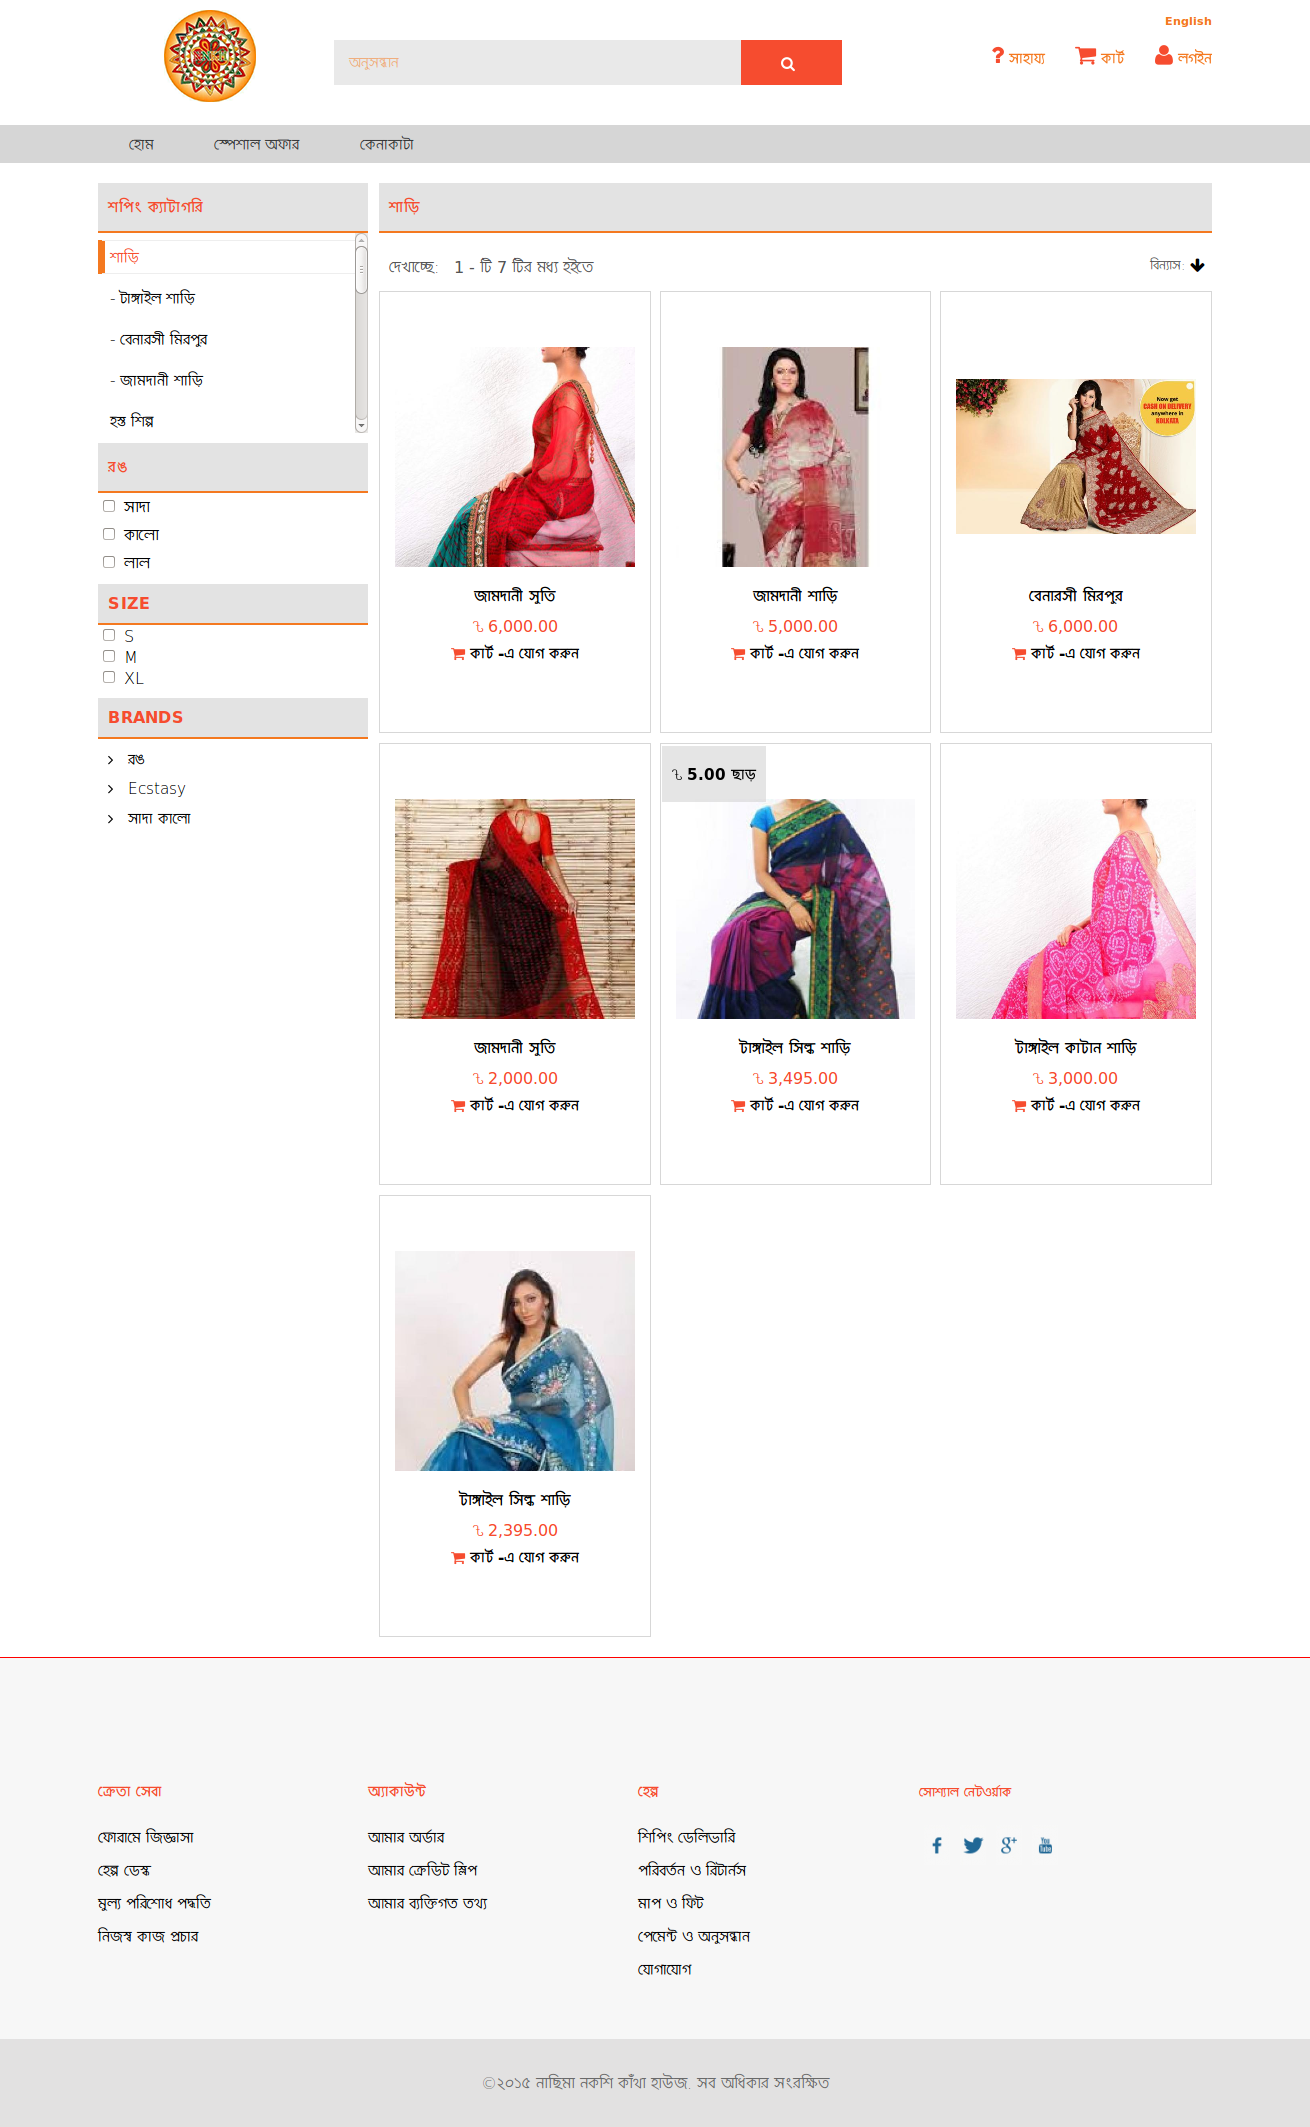 English
অনুসন্ধান
সাহায্য কার্ট লগইন
হোম স্পেশাল অফার কেনাকাটা
শপিং ক্যাটাগরি
শাড়ি
- টাঙ্গাইল শাড়ি
- বেনারসী মিরপুর
- জামদানী শাড়ি
হস্ত শিল্প
রঙ
সাদা
কালো
লাল
SIZE
S
M
XL
BRANDS
রঙ
Ecstasy
সাদা কালো
শাড়ি
দেখাচ্ছে: 1 - টি 7 টির মধ্য হইতে
বিন্যাস:
Now get
CASH ON DELIVERY
anywhere in
KOLKATA
জামদানী সুতি
৳ 6,000.00
কার্ট -এ যোগ করুন
জামদানী শাড়ি
৳ 5,000.00
কার্ট -এ যোগ করুন
বেনারসী মিরপুর
৳ 6,000.00
কার্ট -এ যোগ করুন
জামদানী সুতি
৳ 2,000.00
কার্ট -এ যোগ করুন
৳ 5.00 ছাড়
টাঙ্গাইল সিল্ক শাড়ি
৳ 3,495.00
কার্ট -এ যোগ করুন
টাঙ্গাইল কাটান শাড়ি
৳ 3,000.00
কার্ট -এ যোগ করুন
টাঙ্গাইল সিল্ক শাড়ি
৳ 2,395.00
কার্ট -এ যোগ করুন
ক্রেতা সেবা
ফোরামে জিজ্ঞাসা
হেল্প ডেস্ক
মুল্য পরিশোধ পদ্ধতি
নিজস্ব কাজ প্রচার
অ্যাকাউন্ট
আমার অর্ডার
আমার ক্রেডিট স্লিপ
আমার ব্যক্তিগত তথ্য
হেল্প
শিপিং ডেলিভারি
পরিবর্তন ও রিটার্নস
মাপ ও ফিট
পেমেন্ট ও অনুসন্ধান
যোগাযোগ
সোশ্যাল নেটওর্য়াক
You Tube
©২০১৫ নাছিমা নকশি কাঁথা হাউজ. সব অধিকার সংরক্ষিত